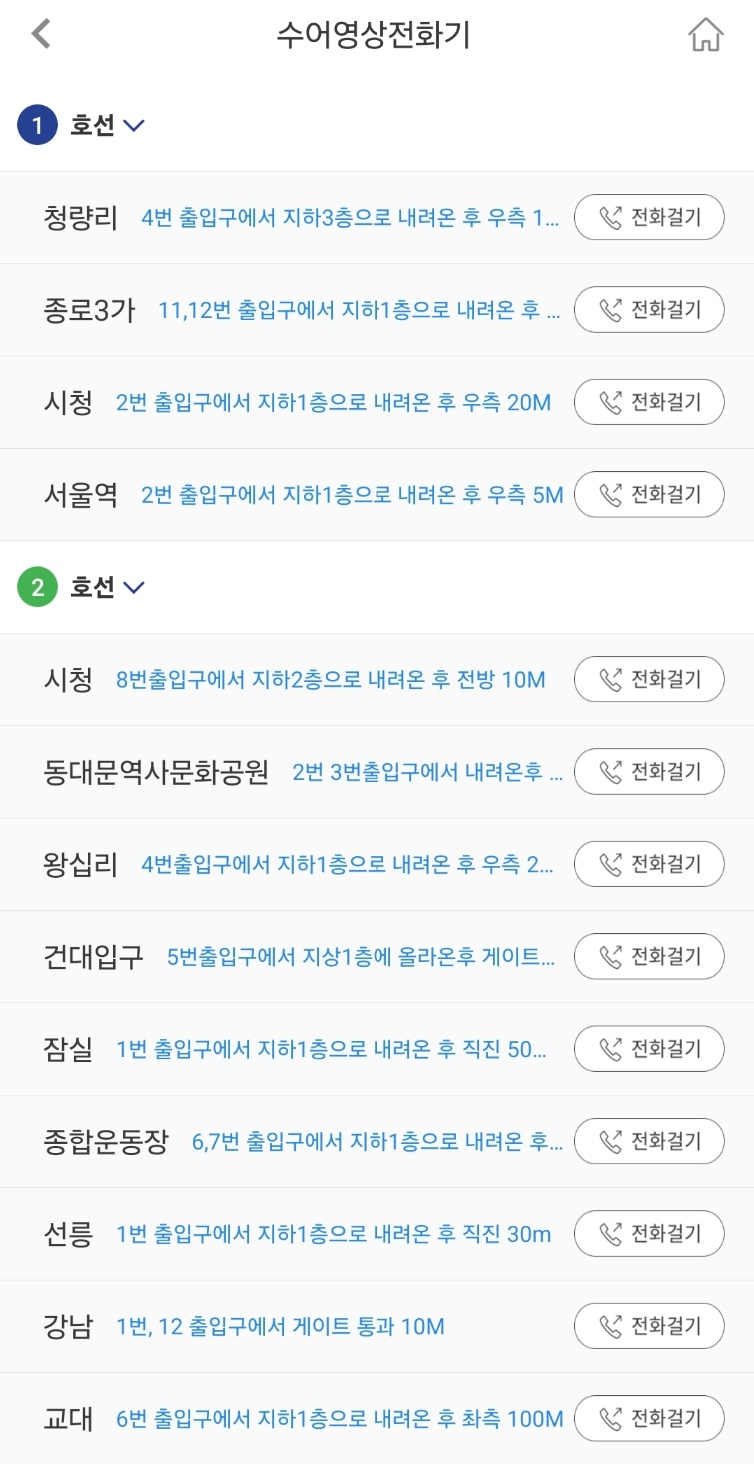 수어영상전화기
1 호선
청량리 4번 출입구에서 지하3층으로 내려온 후 우측 1... 전화걸기
종로3가 11,12번 출입구에서 지하1층으로 내려온 후 ... 전화걸기
시청 2번 출입구에서 지하1층으로 내려온 후 우측 20M 전화걸기
서울역 2번 출입구에서 지하1층으로 내려온 후 우측 5M 전화걸기
2 호선
시청 8번출입구에서 지하2층으로 내려온 후 전방 10M 전화걸기
동대문역사문화공원 2번 3번출입구에서 내려온후 ... 전화걸기
왕십리 4번출입구에서 지하1층으로 내려온 후 우측 2... 전화걸기
건대입구 5번출입구에서 지상1층에 올라온후 게이트... 전화걸기
잠실 1번 출입구에서 지하1층으로 내려온 후 직진 50... 전화걸기
종합운동장 6,7번 출입구에서 지하1층으로 내려온 후... 전화걸기
선릉 1번 출입구에서 지하1층으로 내려온 후 직진 30m 전화걸기
강남 1번, 12 출입구에서 게이트 통과 10M 전화걸기
교대 6번 출입구에서 지하1층으로 내려온 후 좌측 100M 전화걸기